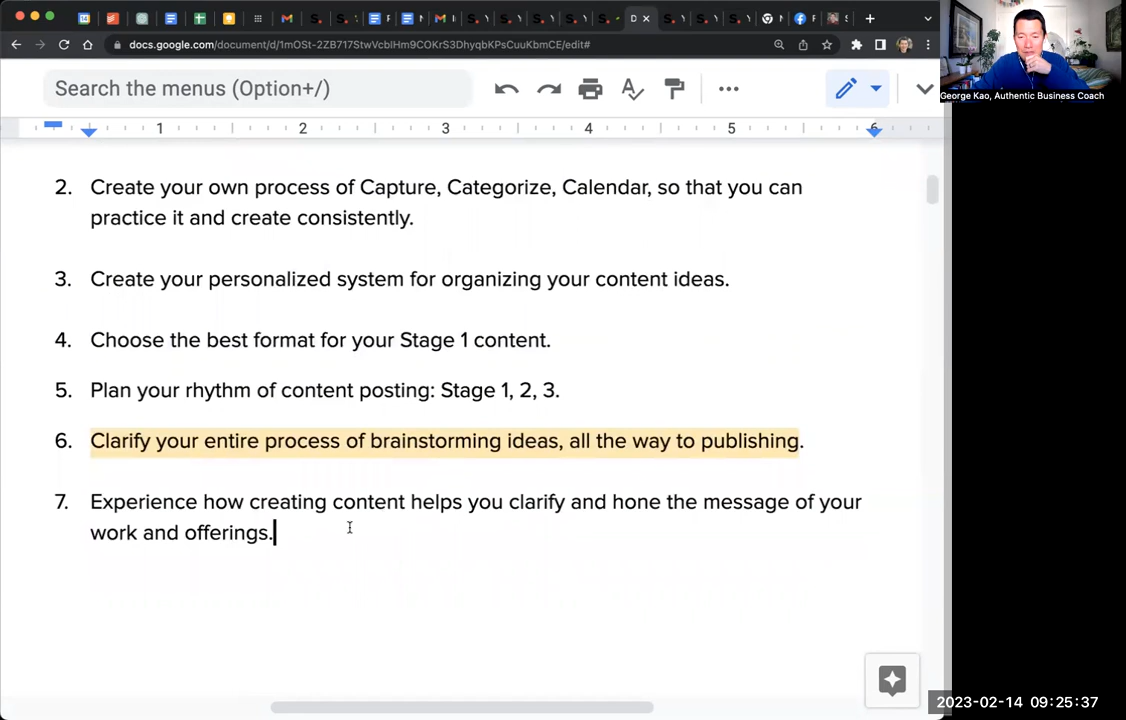 docs.google.com/document/d/1mOSt-2ZB717StwVcblHm9COKrS3DhyqbKPsCuuKbmCE/edit#
George Kao, Authentic Business Coach
Search the menus (Option+/)
1 2 3 4 5 6
2. Create your own process of Capture, Categorize, Calendar, so that you can
practice it and create consistently.
3. Create your personalized system for organizing your content ideas.
4. Choose the best format for your Stage 1 content.
5. Plan your rhythm of content posting: Stage 1, 2, 3.
6. Clarify your entire process of brainstorming ideas, all the way to publishing.
7. Experience how creating content helps you clarify and hone the message of your
work and offerings.
2023-02-14 09:25:37